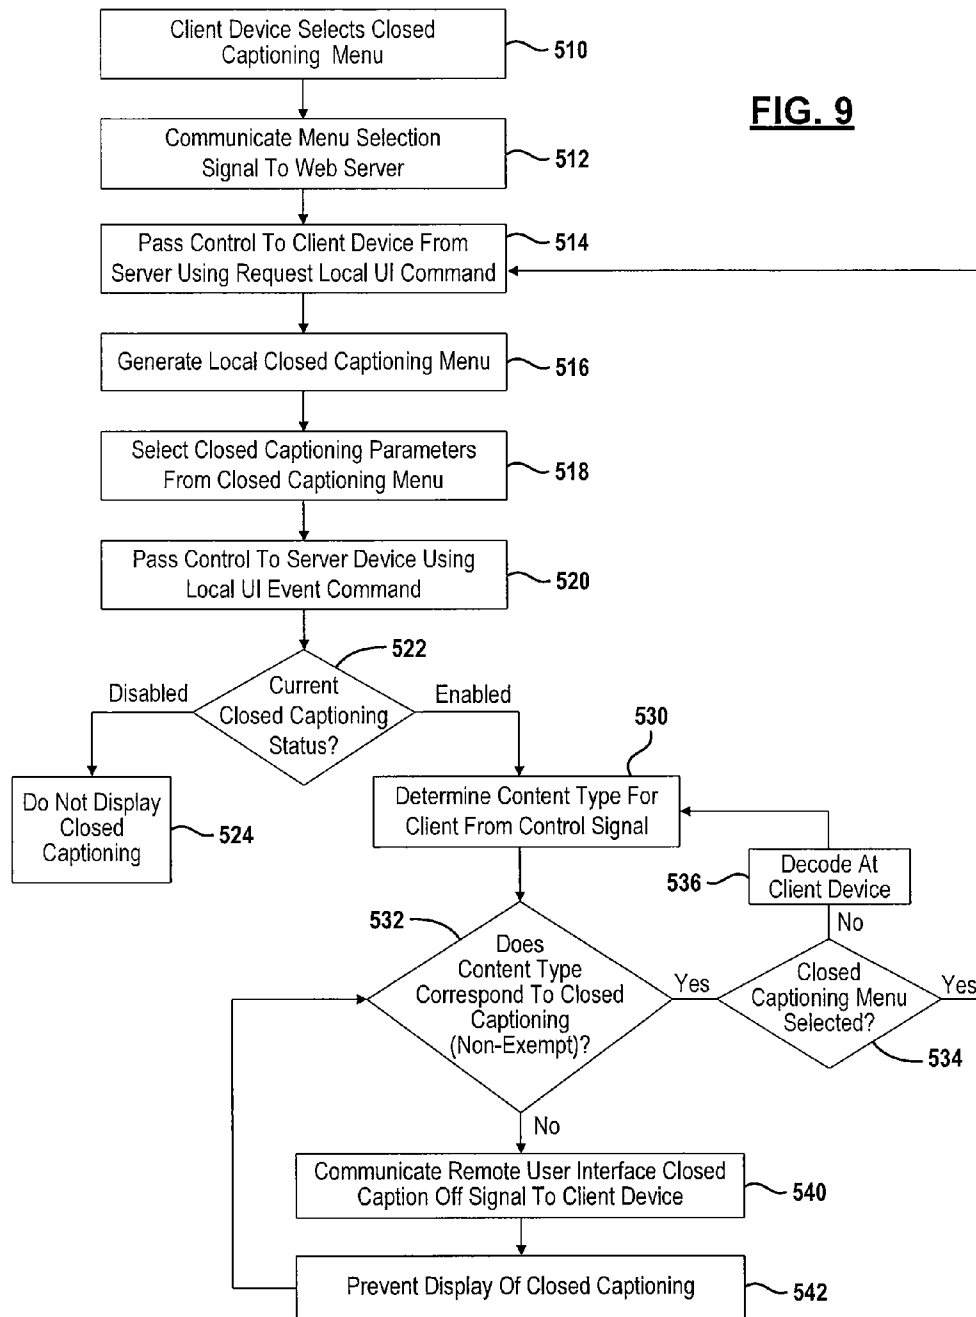 Client Device Selects Closed
Captioning Menu
510
FIG. 9
Communicate Menu Selection
Signal To Web Server
512
Pass Control To Client Device From
Server Using Request Local UI Command
514
Generate Local Closed Captioning Menu
516
Select Closed Captioning Parameters
From Closed Captioning Menu
518
Pass Control To Server Device Using
Local UI Event Command
520
522
Disabled
Current
Closed Captioning
Status?
Enabled
Do Not Display
Closed
Captioning
524
530
Determine Content Type For
Client From Control Signal
536
Decode At
Client Device
No
532
Does
Content Type
Correspond To Closed
Captioning
(Non-Exempt)?
Yes
Closed
Captioning Menu
Selected?
Yes
534
No
Communicate Remote User Interface Closed
Caption Off Signal To Client Device
540
Prevent Display Of Closed Captioning
542